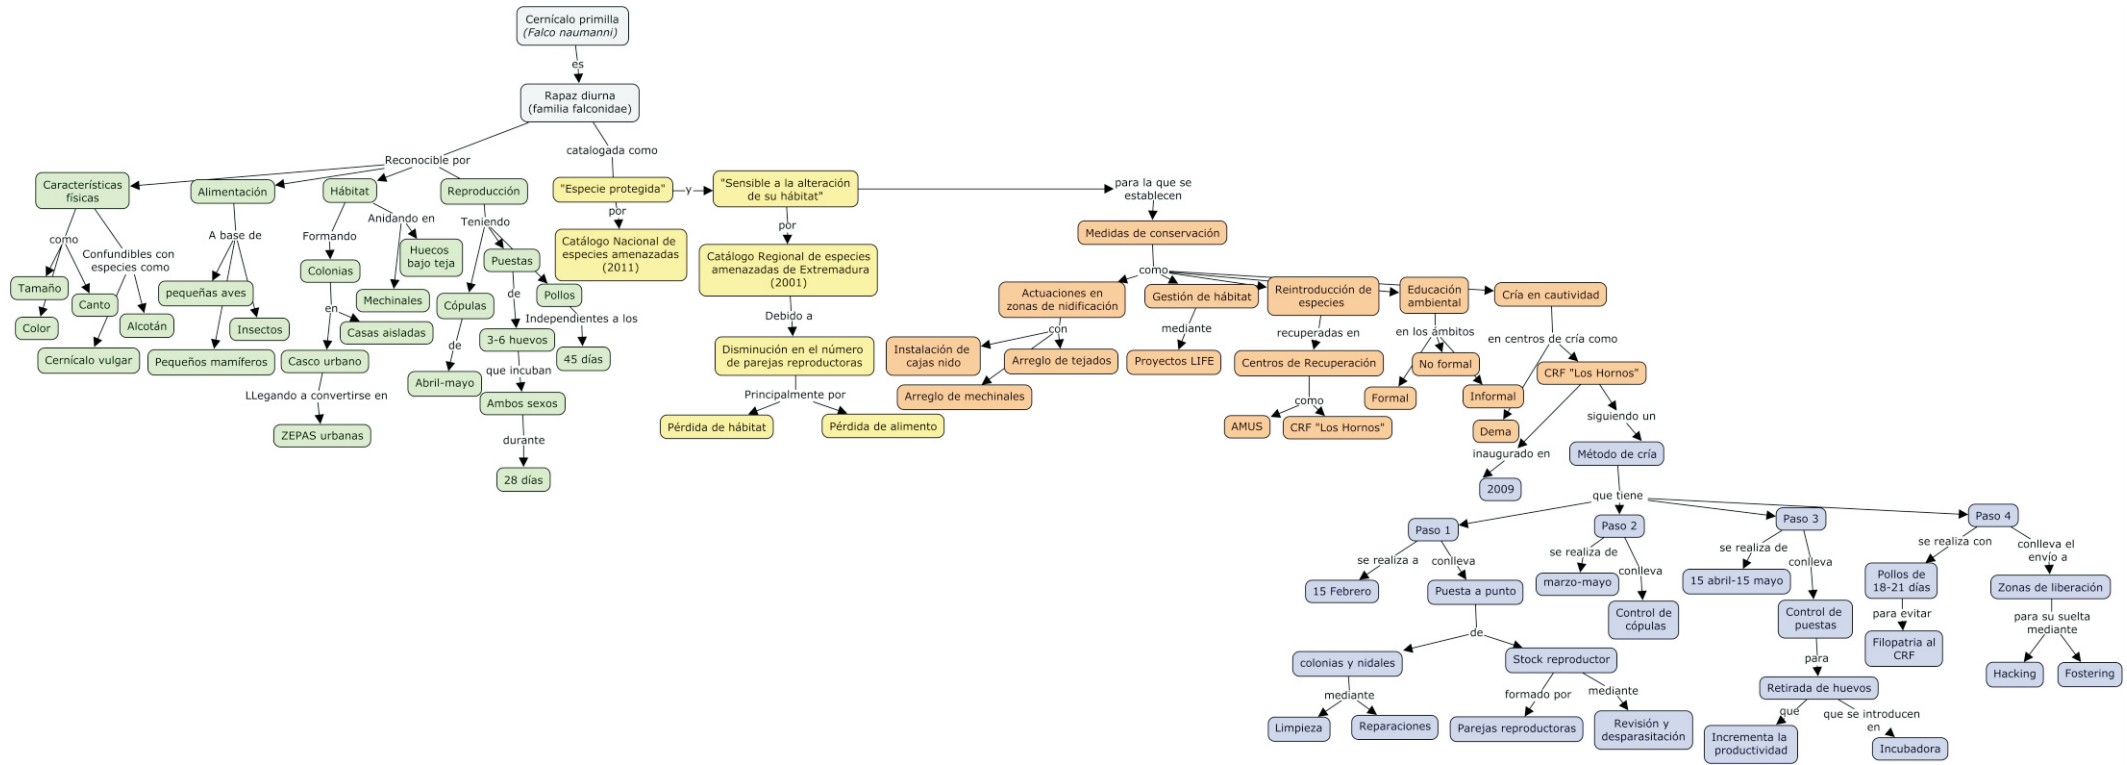 Cernícalo primilla
(Falco naumanni)
es
Rapaz diurna
(familia falconidae)
Reconocible por
catalogada como
Características
físicas
como
Tamaño
Color
Canto
Confundibles con
especies como
Cernícalo vulgar
Alcotán
Alimentación
A base de
pequeñas aves
Pequeños mamíferos
Insectos
Hábitat
Formando
Colonias
en
Casco urbano
Casas aisladas
LLegando a convertirse en
ZEPAS urbanas
Anidando en
Mechinales
Huecos
bajo teja
Reproducción
Teniendo
Cópulas
de
Abril-mayo
Puestas
de
3-6 huevos
que incuban
Ambos sexos
durante
28 días
Pollos
Independientes a los
45 días
"Especie protegida"
por
Catálogo Nacional de
especies amenazadas
(2011)
y
"Sensible a la alteración
de su hábitat"
por
Catálogo Regional de especies
amenazadas de Extremadura
(2001)
Debido a
Disminución en el número
de parejas reproductoras
Principalmente por
Pérdida de hábitat
Pérdida de alimento
para la que se
establecen
Medidas de conservación
como
Actuaciones en
zonas de nidificación
con
Instalación de
cajas nido
Arreglo de mechinales
Arreglo de tejados
Gestión de hábitat
mediante
Proyectos LIFE
Reintroducción de
especies
recuperadas en
Centros de Recuperación
como
AMUS
CRF "Los Hornos"
Educación
ambiental
en los ámbitos
Formal
No formal
Informal
Cría en cautividad
en centros de cría como
Dema
CRF "Los Hornos"
inaugurado en
2009
siguiendo un
Método de cría
que tiene
Paso 1
se realiza a
15 Febrero
conlleva
Puesta a punto
de
colonias y nidales
mediante
Limpieza
Reparaciones
Stock reproductor
formado por
Parejas reproductoras
mediante
Revisión y
desparasitación
Paso 2
se realiza de
marzo-mayo
conlleva
Control de
cópulas
Paso 3
se realiza de
15 abril-15 mayo
conlleva
Control de
puestas
para
Retirada de huevos
que
Incrementa la
productividad
que se introducen
en
Incubadora
Paso 4
se realiza con
Pollos de
18-21 días
para evitar
Filopatria al
CRF
conlleva el
envío a
Zonas de liberación
para su suelta
mediante
Hacking
Fostering